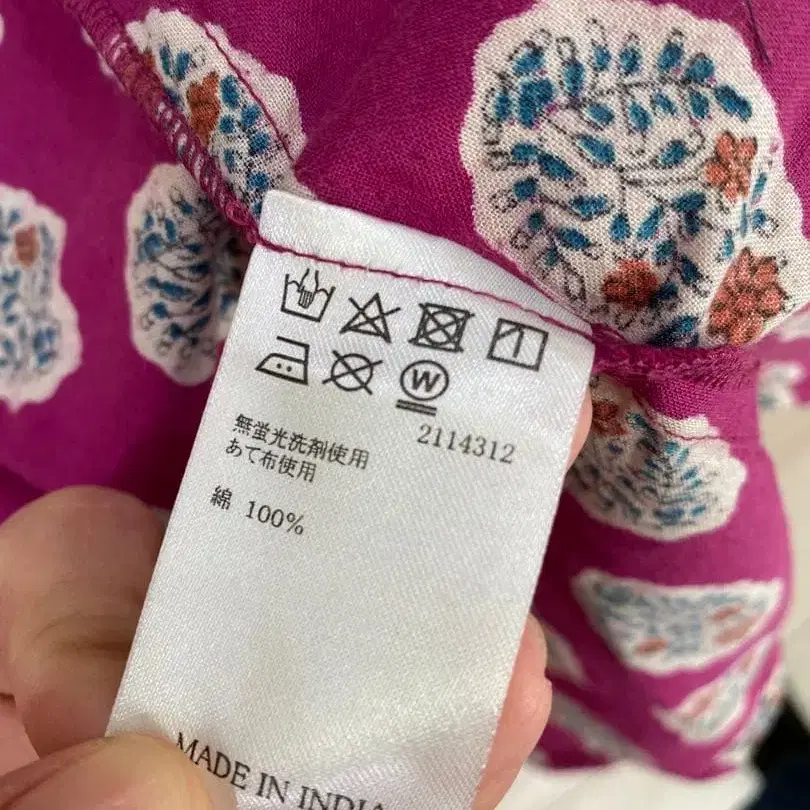 W
無蛍光洗剤使用
あて布使用
2114312
綿 100%
MADE IN INDIA